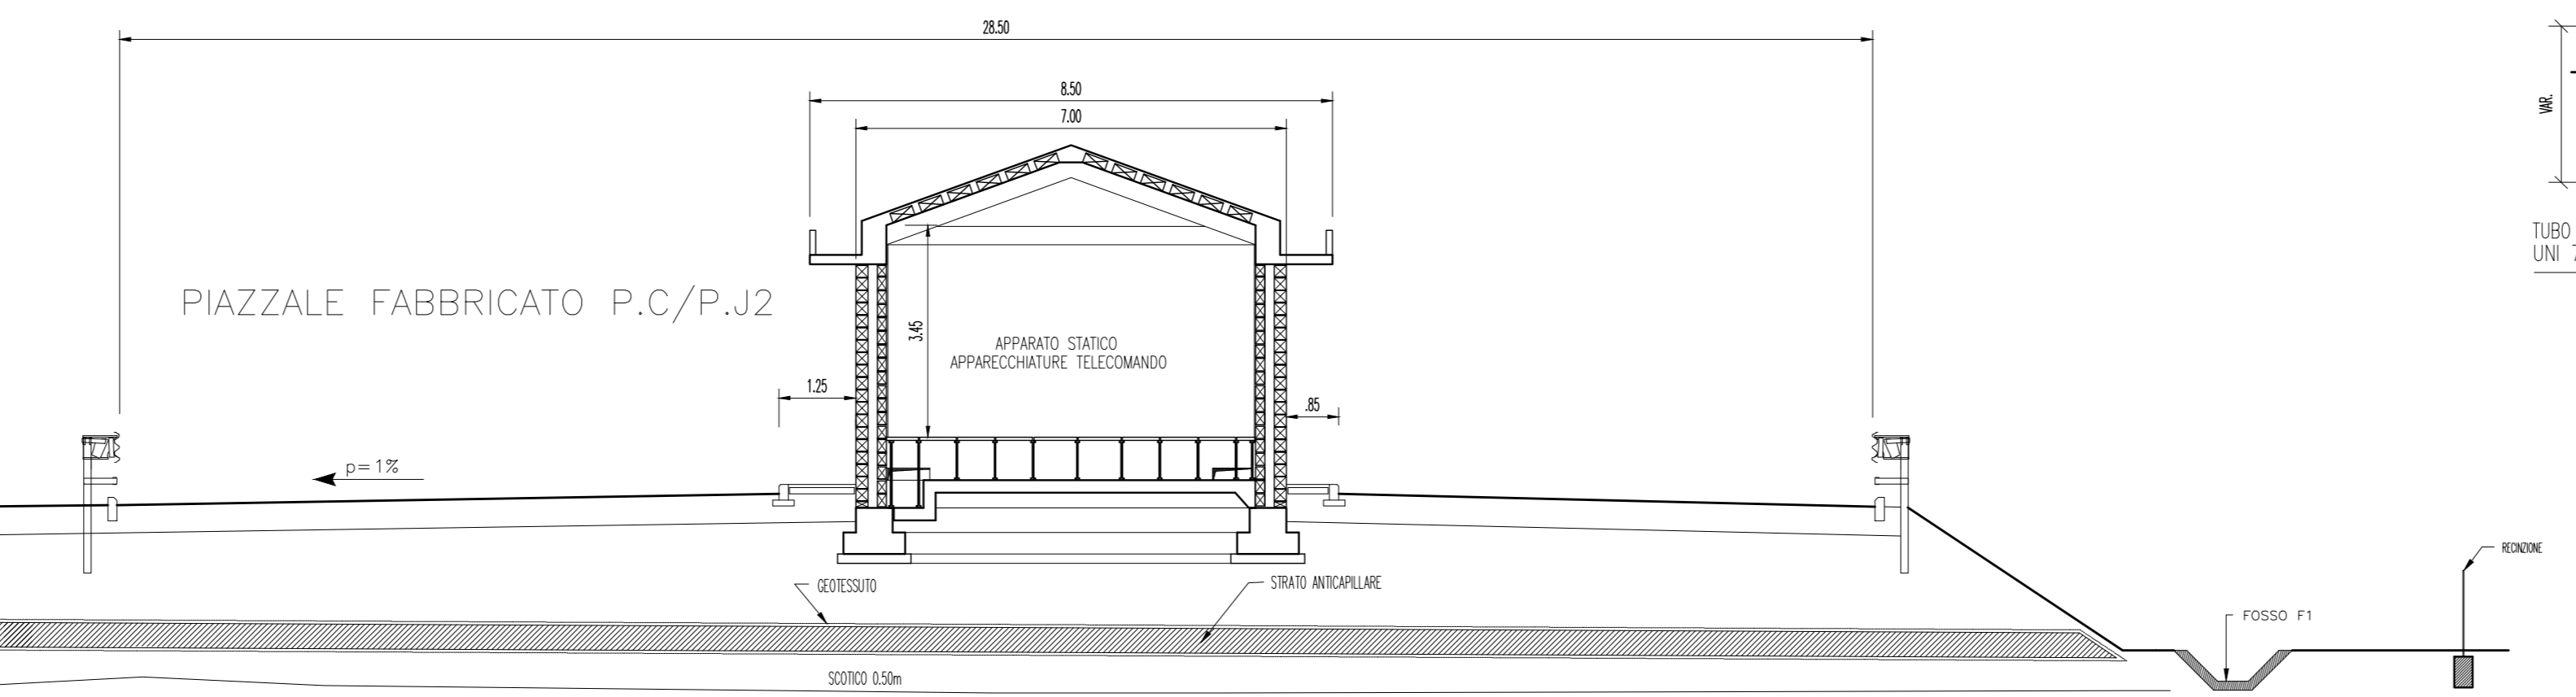 28.50
8.50
7.00
VAR.
TUBO
UNI 7
PIAZZALE FABBRICATO P.C/P.J2
3.45
APPARATO STATICO
APPARECCHIATURE TELECOMANDO
1.25
.85
p=1%
RECINZIONE
GEOTESSUTO
STRATO ANTICAPILLARE
FOSSO F1
SCOTICO 0.50m